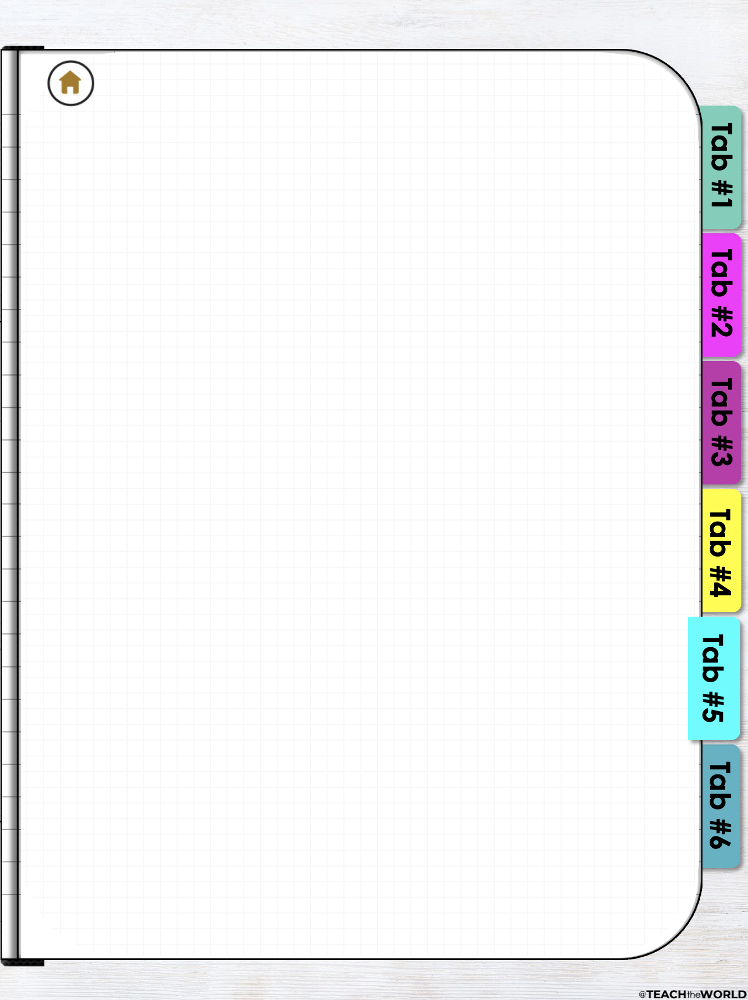 Tab #1
Tab #2
Tab #3
Tab #4
Tab #5
Tab #6
@TEACHtheWORLD